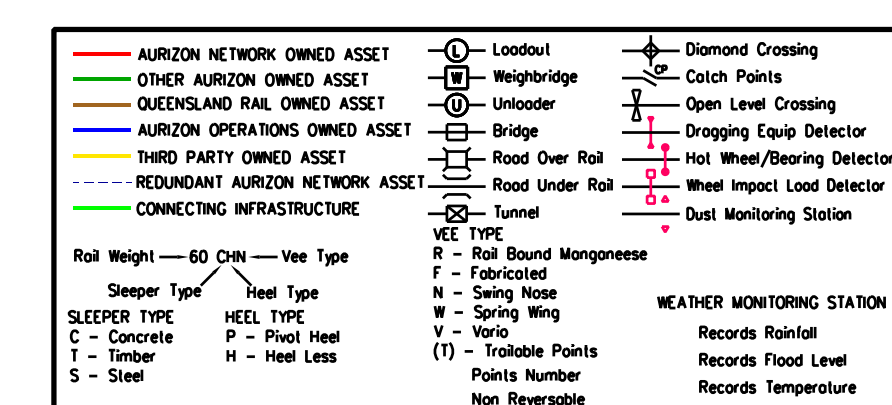 AURIZON NETWORK OWNED ASSET
OTHER AURIZON OWNED ASSET
QUEENSLAND RAIL OWNED ASSET
AURIZON OPERATIONS OWNED ASSET
THIRD PARTY OWNED ASSET
REDUNDANT AURIZON NETWORK ASSET
CONNECTING INFRASTRUCTURE
Rail Weight 60 CHN Vee Type
Sleeper Type Heel Type
SLEEPER TYPE
C - Concrete
T - Timber
S - Steel
HEEL TYPE
P - Pivot Heel
H - Heel Less
L Loadout
W Weighbridge
U Unloader
Bridge
Road Over Rail
Road Under Rail
Tunnel
VEE TYPE
R - Rail Bound Manganeese
F - Fabricated
N - Swing Nose
W - Spring Wing
V - Vario
(T) - Trailable Points
Points Number
Non Reversable
Diamond Crossing
CP Catch Points
Open Level Crossing
Dragging Equip Detector
Hot Wheel/Bearing Detector
Wheel Impact Load Detector
Dust Monitoring Station
WEATHER MONITORING STATION
Records Rainfall
Records Flood Level
Records Temperature